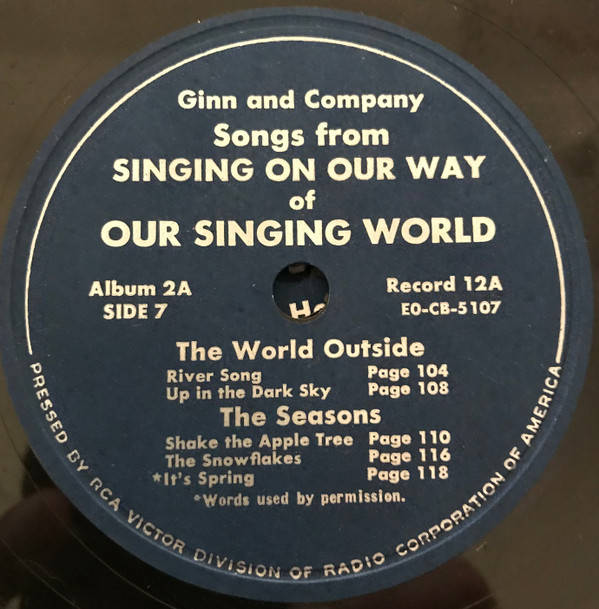 Ginn and Company
Songs from
SINGING ON OUR WAY
of
OUR SINGING WORLD
Album 2A
SIDE 7
Record 12A
E0-CB-5107
The World Outside
River Song Page 104
Up in the Dark Sky Page 108
The Seasons
Shake the Apple Tree Page 110
The Snowflakes Page 116
*It's Spring Page 118
*Words used by permission.
PRESSED BY RCA VICTOR DIVISION OF RADIO CORPORATION OF AMERICA